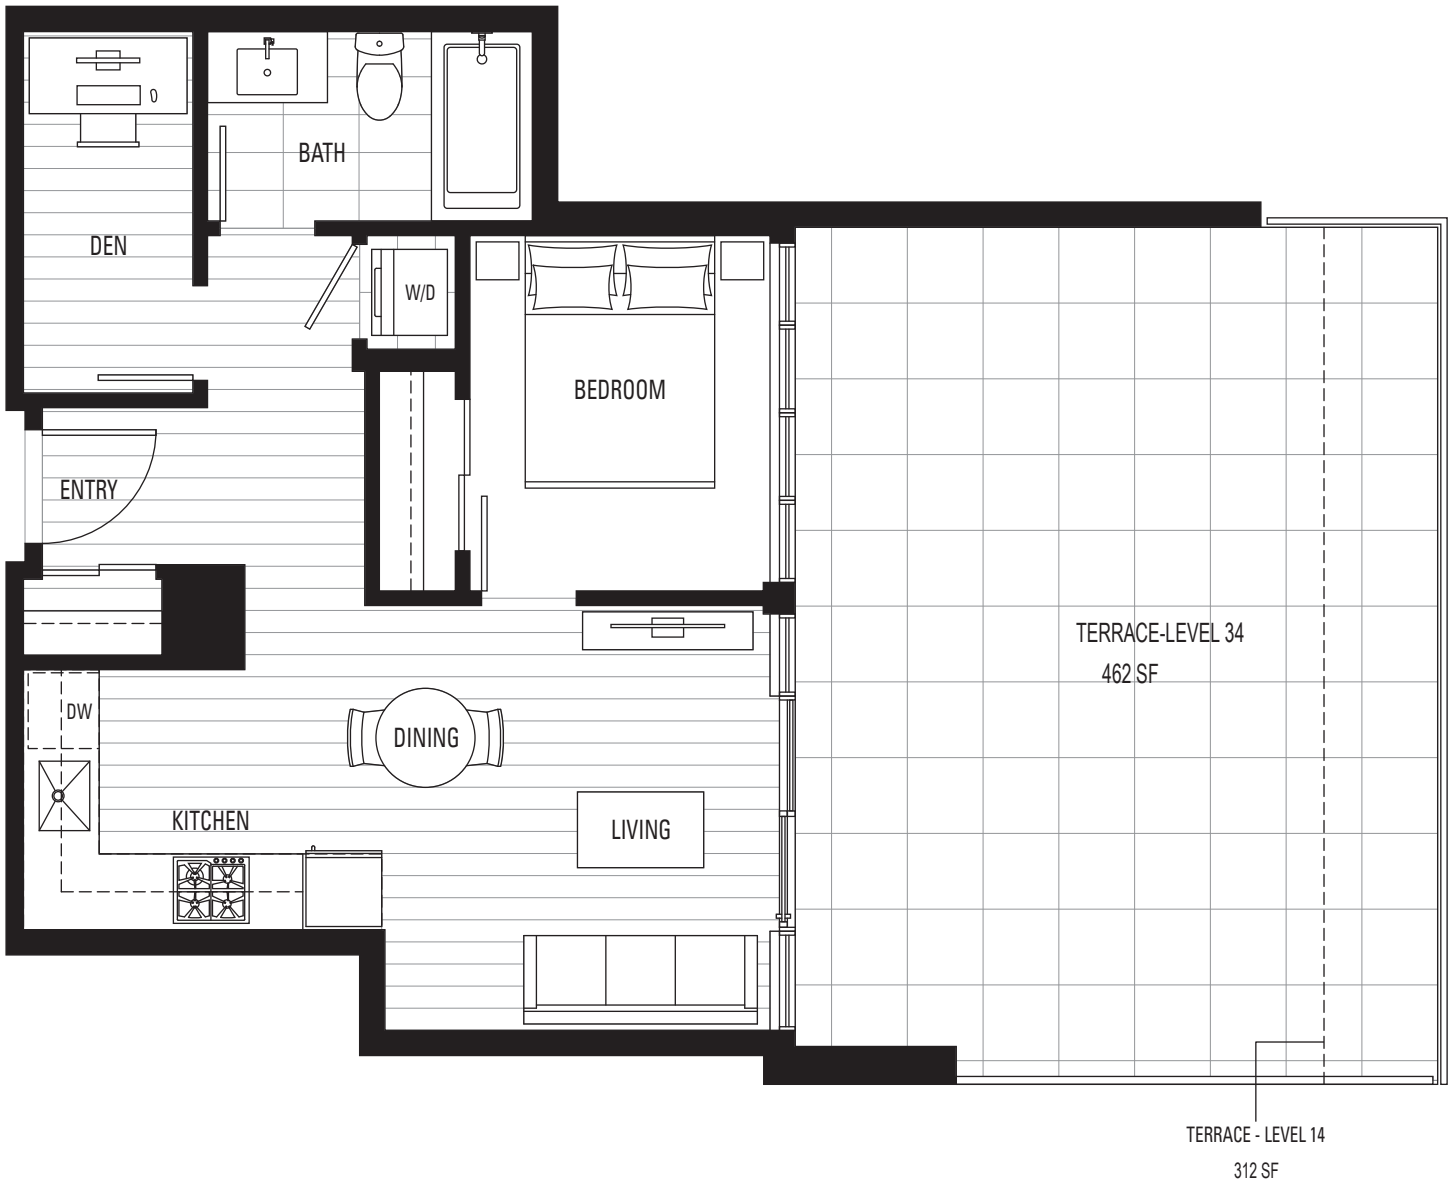 BATH
DEN
W/D
BEDROOM
ENTRY
TERRACE-LEVEL 34
462 SF
DW
DINING
KITCHEN
LIVING
TERRACE - LEVEL 14
312 SF